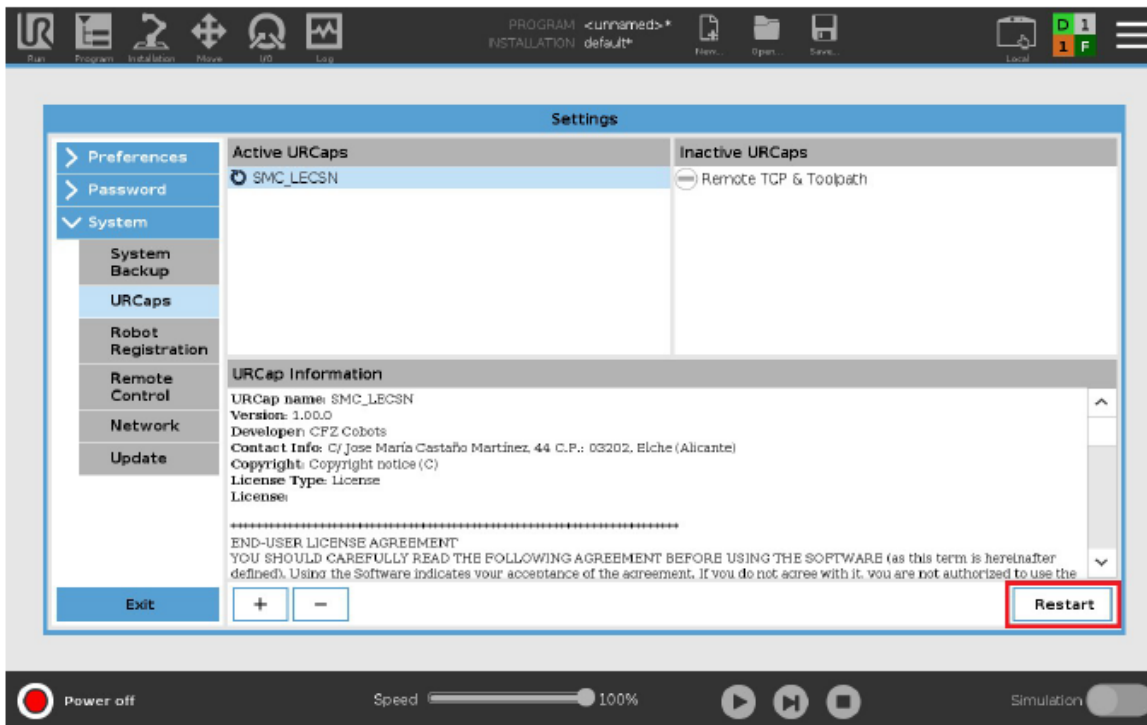 PROGRAM <unnamed>*
INSTALLATION default*
UR
Run
Program
Installation
Move
I/O
Log
New...
Open...
Save...
Local
D 1
1 F
Settings
Preferences
Password
System
System
Backup
URCaps
Robot
Registration
Remote
Control
Network
Update
Exit
Active URCaps
SMC_LECSN
Inactive URCaps
Remote TCP & Toolpath
URCap Information
URCap name: SMC_LECSN
Version: 1.00.0
Developer: CFZ Cobots
Contact Info: C/ Jose María Castaño Martínez, 44 C.P.: 03202, Elche (Alicante)
Copyright: Copyright notice (C)
License Type: License
License:
END-USER LICENSE AGREEMENT
YOU SHOULD CAREFULLY READ THE FOLLOWING AGREEMENT BEFORE USING THE SOFTWARE (as this term is hereinafter
defined). Using the Software indicates your acceptance of the agreement. If you do not agree with it, you are not authorized to use the
+
−
Restart
Power off
Speed
100%
Simulation